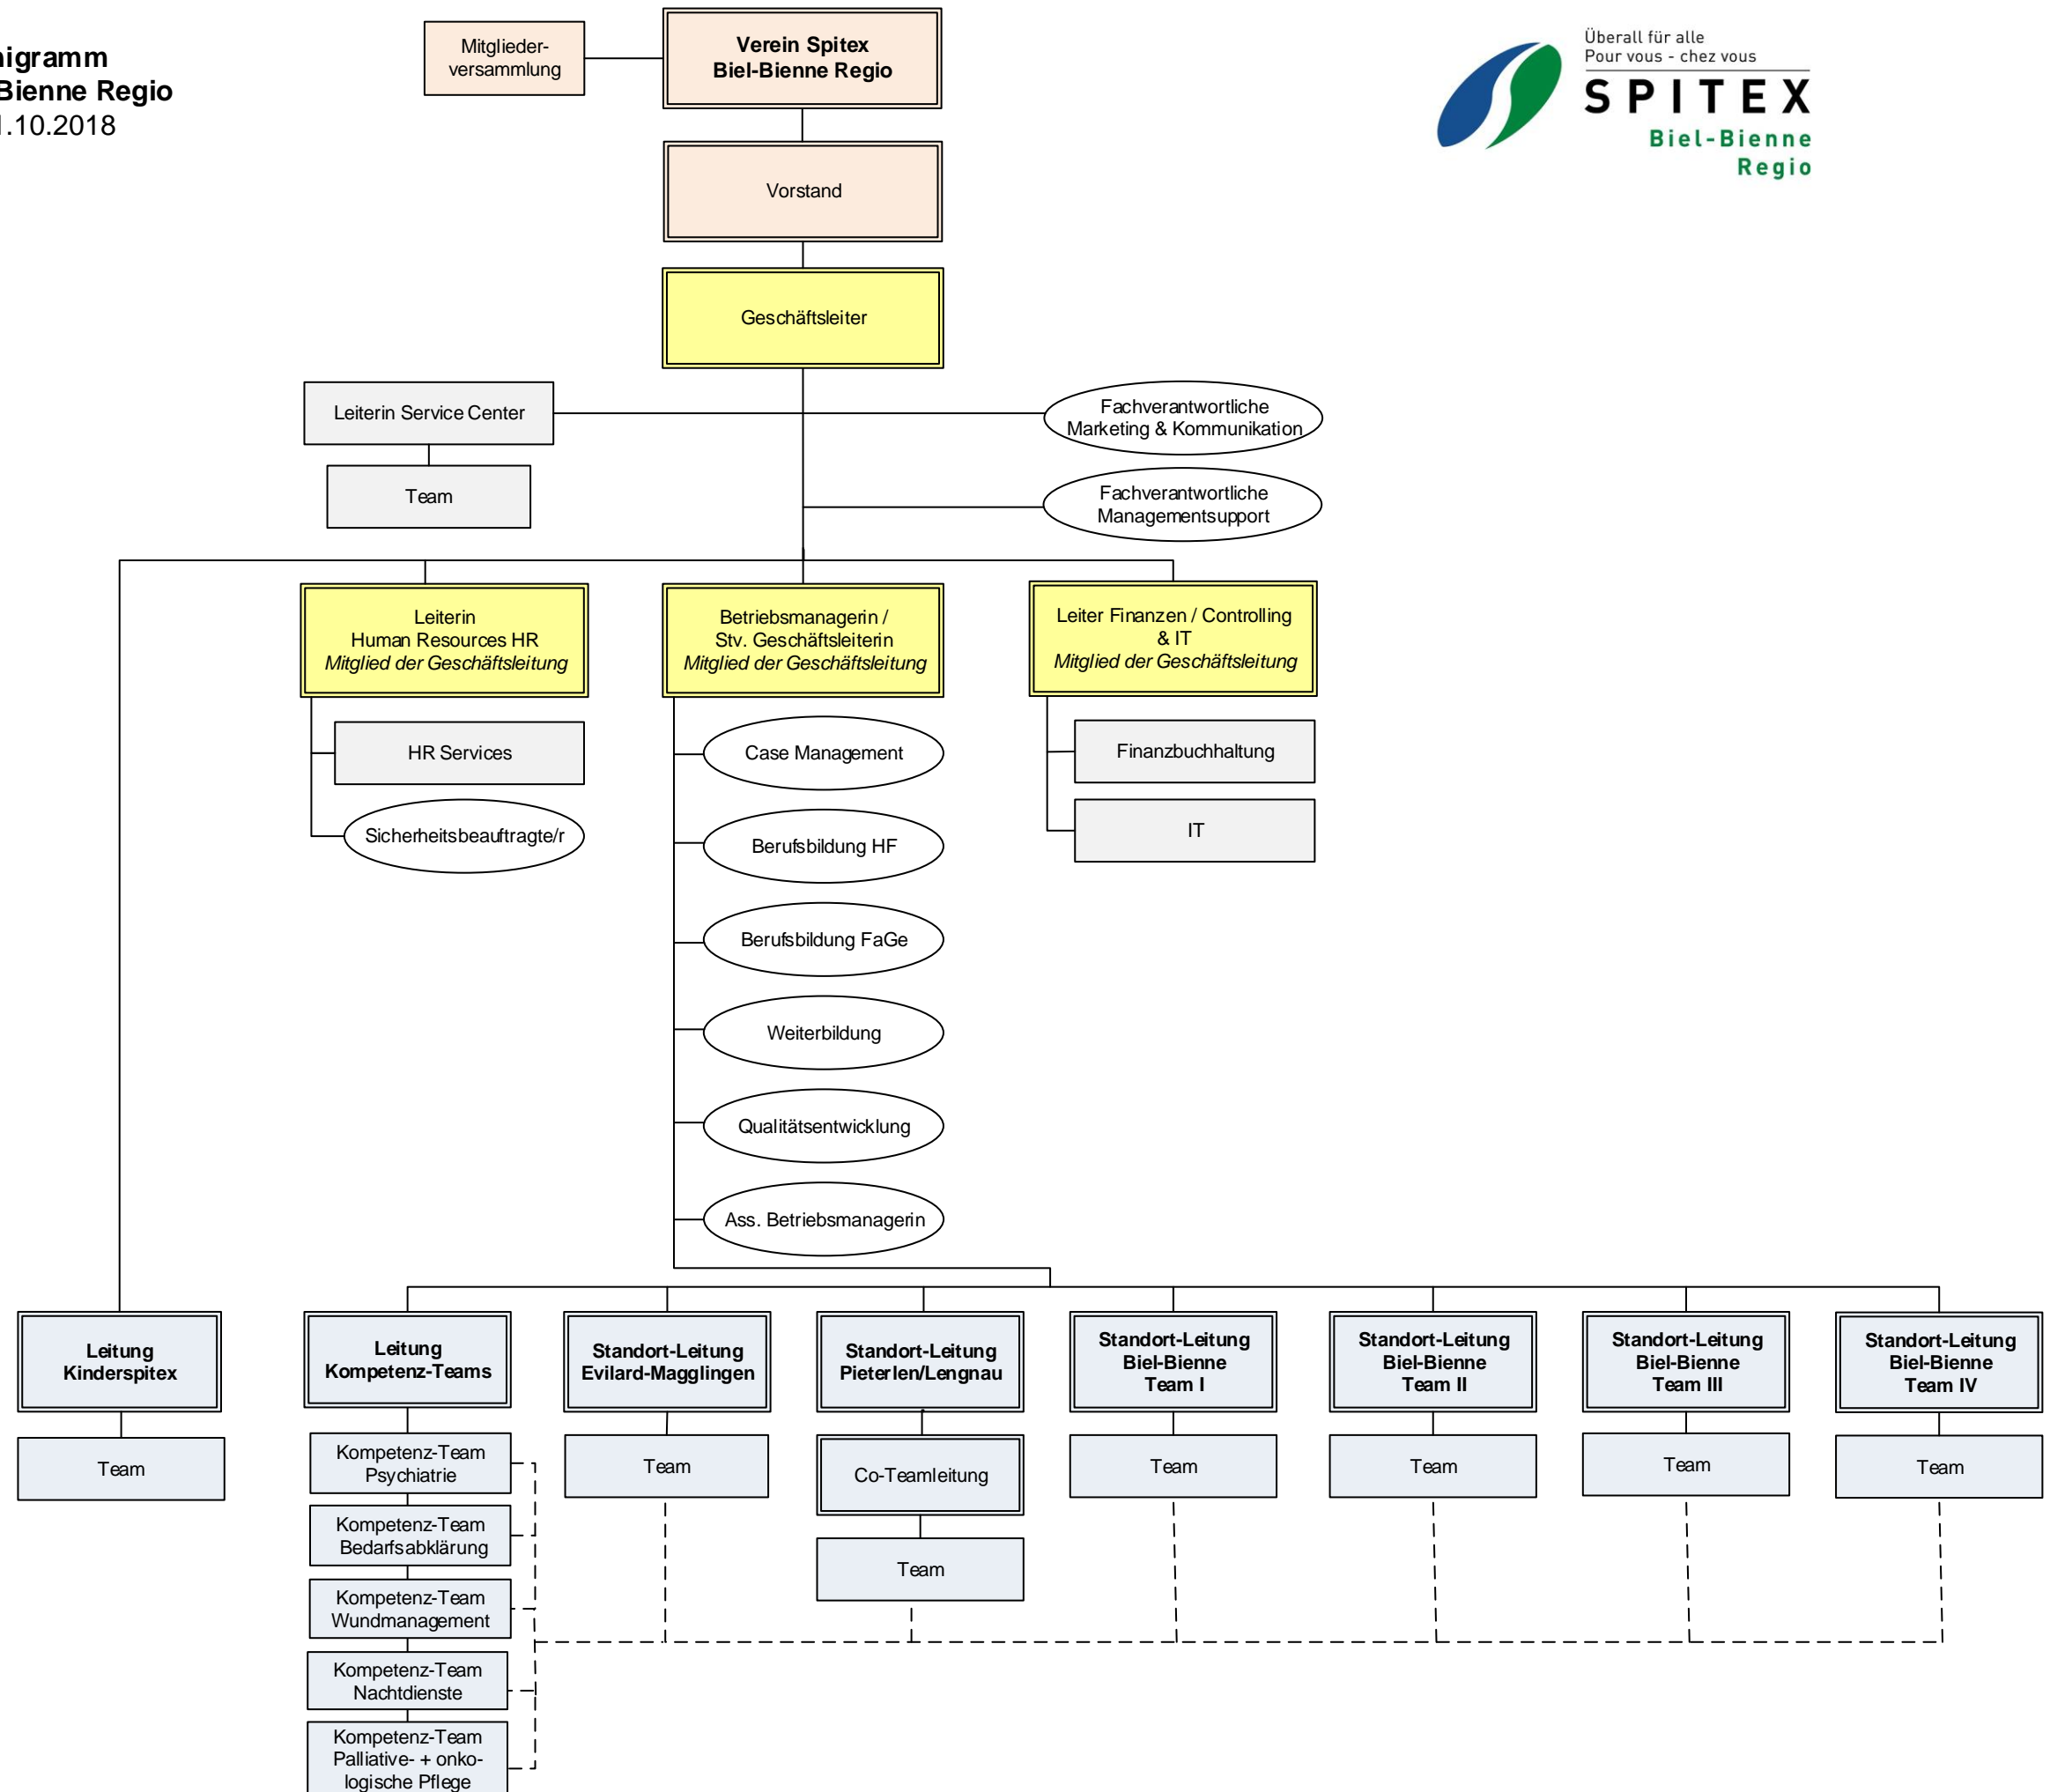 nigramm
Bienne Regio
.10.2018
Mitglieder-
versammlung
Verein Spitex
Biel-Bienne Regio
Überall für alle
Pour vous - chez vous
SPITEX
Biel-Bienne
Regio
Vorstand
Geschäftsleiter
Leiterin Service Center
Team
Fachverantwortliche
Marketing & Kommunikation
Fachverantwortliche
Managementsupport
Leiterin
Human Resources HR
Mitglied der Geschäftsleitung
Betriebsmanagerin /
Stv. Geschäftsleiterin
Mitglied der Geschäftsleitung
Leiter Finanzen / Controlling
& IT
Mitglied der Geschäftsleitung
HR Services
Sicherheitsbeauftragte/r
Case Management
Berufsbildung HF
Berufsbildung FaGe
Weiterbildung
Qualitätsentwicklung
Ass. Betriebsmanagerin
Finanzbuchhaltung
IT
Leitung
Kinderspitex
Team
Leitung
Kompetenz-Teams
Kompetenz-Team
Psychiatrie
Kompetenz-Team
Bedarfsabklärung
Kompetenz-Team
Wundmanagement
Kompetenz-Team
Nachtdienste
Kompetenz-Team
Palliative- + onko-
logische Pflege
Standort-Leitung
Evilard-Magglingen
Team
Standort-Leitung
Pieterlen/Lengnau
Co-Teamleitung
Team
Standort-Leitung
Biel-Bienne
Team I
Team
Standort-Leitung
Biel-Bienne
Team II
Team
Standort-Leitung
Biel-Bienne
Team III
Team
Standort-Leitung
Biel-Bienne
Team IV
Team